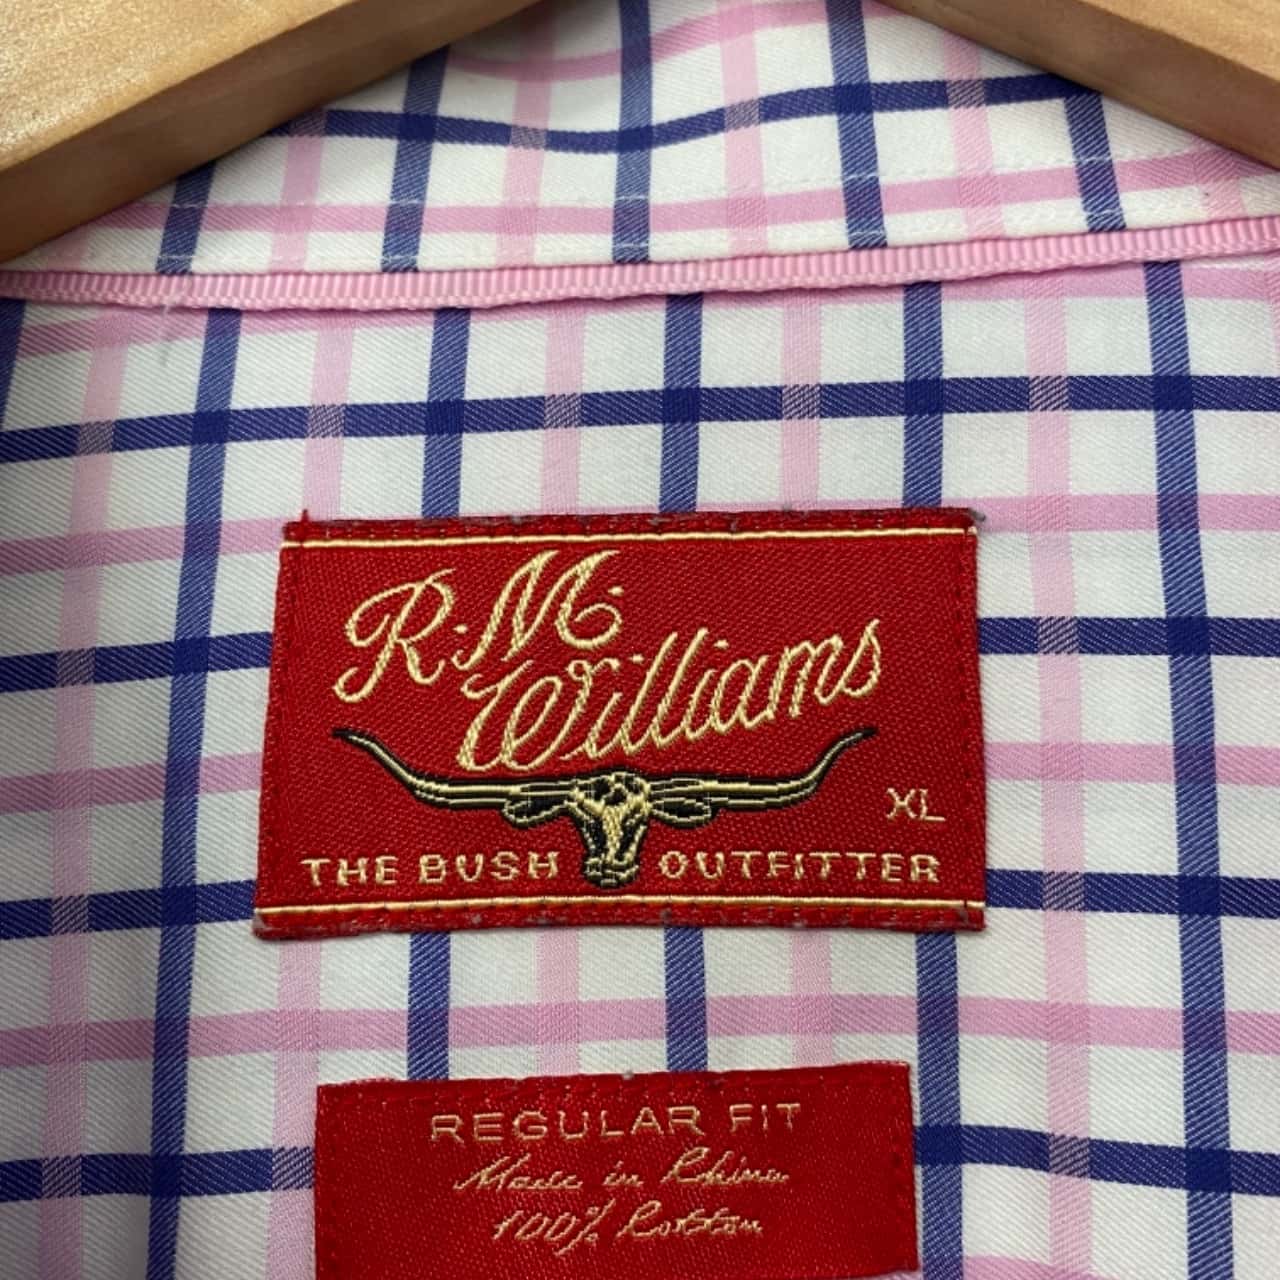 R.M.
Williams
XL
THE BUSH OUTFITTER
REGULAR FIT
Made in China
100% Cotton